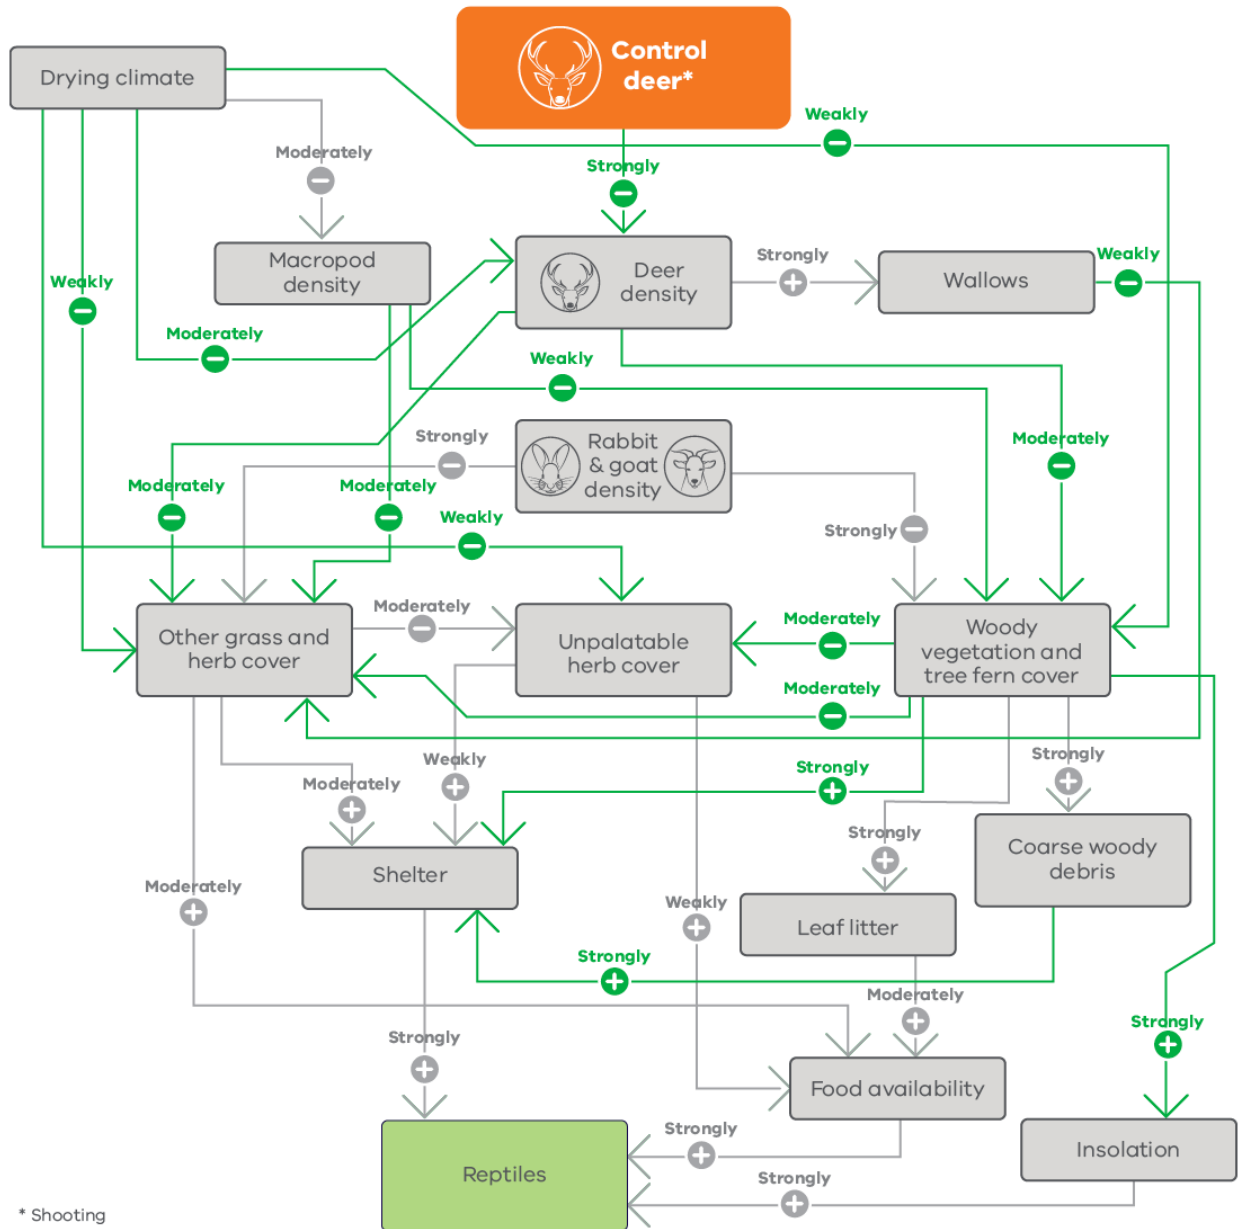 Control
deer*
Drying climate
Weakly
Moderately
Strongly
Macropod
density
Deer
density
Strongly
Wallows
Weakly
Weakly
Moderately
Weakly
Strongly
Rabbit
& goat
density
Moderately
Moderately
Moderately
Weakly
Strongly
Other grass and
herb cover
Moderately
Unpalatable
herb cover
Moderately
Woody
vegetation and
tree fern cover
Moderately
Moderately
Weakly
Strongly
Strongly
Shelter
Strongly
Coarse woody
debris
Moderately
Weakly
Leaf litter
Strongly
Moderately
Strongly
Strongly
Food availability
Strongly
Insolation
Reptiles
Strongly
* Shooting